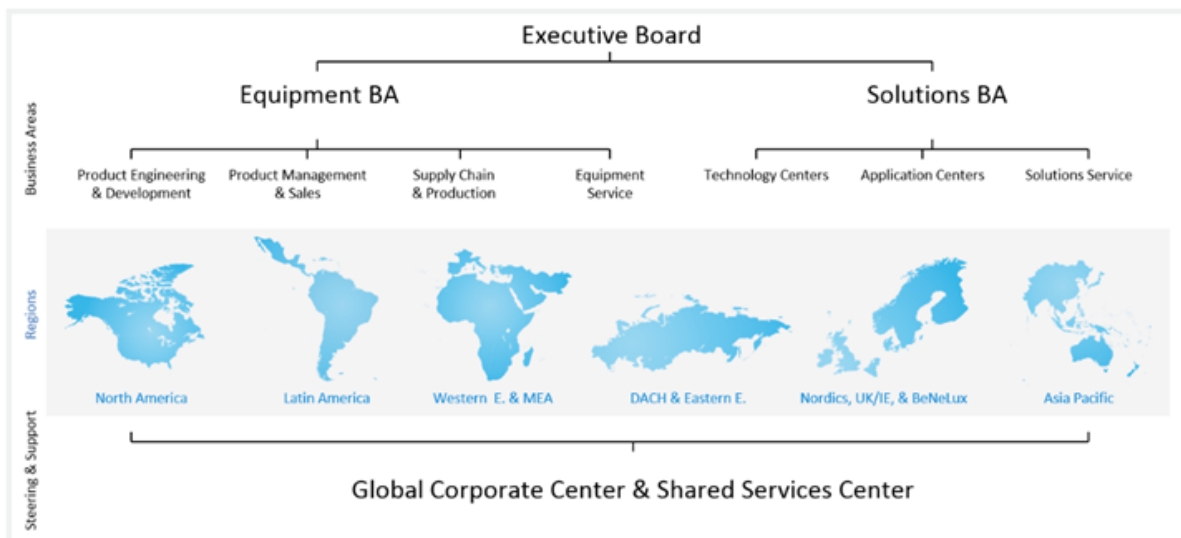 Executive Board
Equipment BA
Solutions BA
Business Areas
Product Engineering
& Development
Product Management
& Sales
Supply Chain
& Production
Equipment
Service
Technology Centers
Application Centers
Solutions Service
Regions
North America
Latin America
Western E. & MEA
DACH & Eastern E.
Nordics, UK/IE, & BeNeLux
Asia Pacific
Steering & Support
Global Corporate Center & Shared Services Center